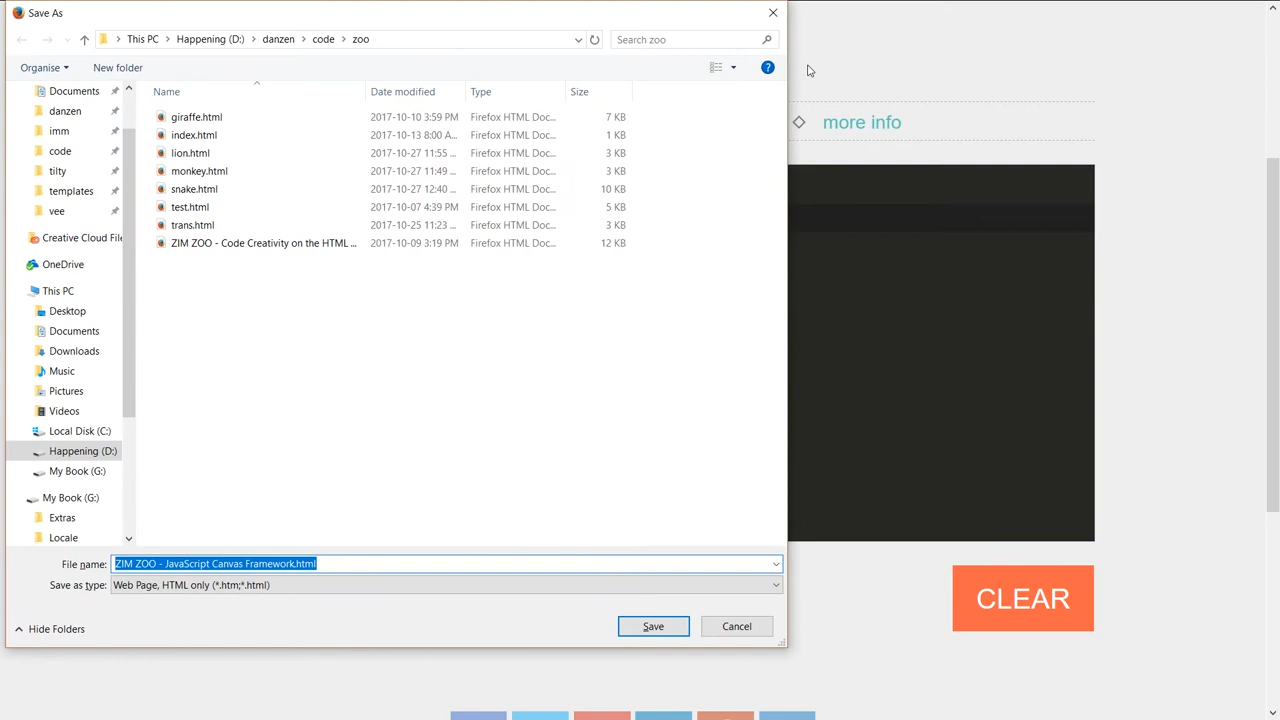 Save As
This PC > Happening (D:) > danzen > code > zoo
Search zoo
Organise
New folder
?
more info
Name
Date modified
Type
Size
Documents
danzen
imm
code
tilty
templates
vee
Creative Cloud File
OneDrive
This PC
Desktop
Documents
Downloads
Music
Pictures
Videos
Local Disk (C:)
Happening (D:)
My Book (G:)
My Book (G:)
Extras
Locale
giraffe.html 2017-10-10 3:59 PM Firefox HTML Doc... 7 KB
index.html 2017-10-13 8:00 A... Firefox HTML Doc... 1 KB
lion.html 2017-10-27 11:55 ... Firefox HTML Doc... 3 KB
monkey.html 2017-10-27 11:49 ... Firefox HTML Doc... 3 KB
snake.html 2017-10-27 12:40 ... Firefox HTML Doc... 10 KB
test.html 2017-10-07 4:39 PM Firefox HTML Doc... 5 KB
trans.html 2017-10-25 11:23 ... Firefox HTML Doc... 3 KB
ZIM ZOO - Code Creativity on the HTML ... 2017-10-09 3:19 PM Firefox HTML Doc... 12 KB
File name: ZIM ZOO - JavaScript Canvas Framework.html
Save as type: Web Page, HTML only (*.htm;*.html)
Hide Folders
Save
Cancel
CLEAR